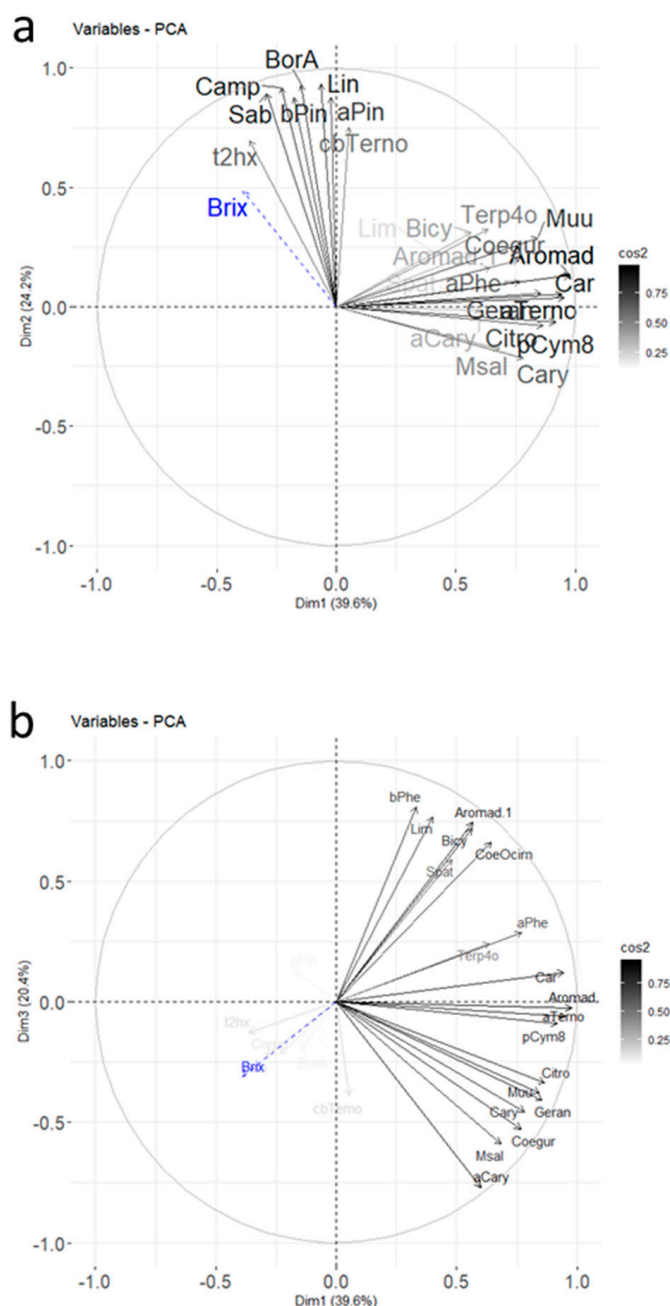 a
Variables - PCA
1.0
BorA
Camp
Lin
Sab
bPin
aPin
cbTerno
t2hx
0.5
Brix
Lim
Bicy
Terp4o
Muu
Coegur
Aromad.1
Aromad
Spat
aPhe
Car
0.0
Geran
aTerno
aCary
Citro
pCym8
Msal
Cary
-0.5
-1.0
-1.0
-0.5
0.0
0.5
1.0
Dim1 (39.6%)
Dim2 (24.2%)
cos2
0.75
0.50
0.25
b
Variables - PCA
1.0
bPhe
Aromad.1
Lim
Bicy
CoeOcim
Spat
0.5
aPhe
Terp4o
Car
0.0
Aromad.
aTerno
pCym8
t2hx
Brix
cbTerno
Citro
Muu
Cary
Geran
Coegur
-0.5
Msal
aCary
-1.0
-1.0
-0.5
0.0
0.5
1.0
Dim1 (39.6%)
Dim3 (20.4%)
cos2
0.75
0.50
0.25